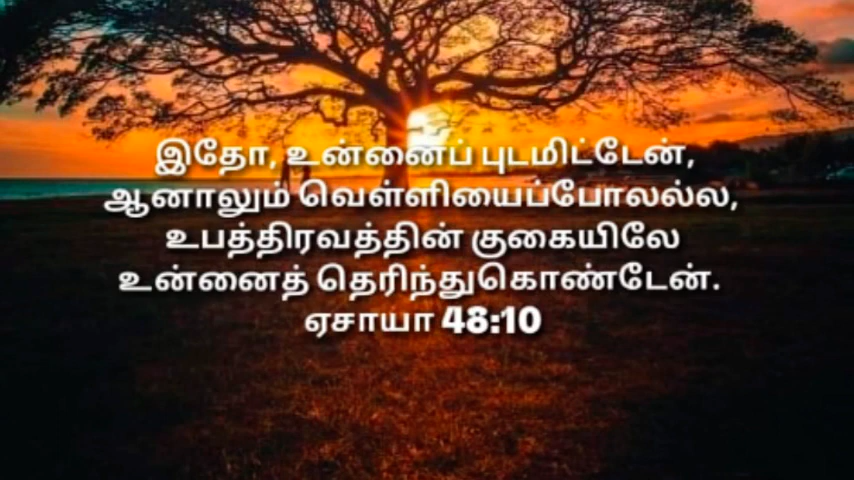 இதோ, உன்னைப் புடமிட்டேன்,
ஆனாலும் வெள்ளியைப்போலல்ல,
உபத்திரவத்தின் குகையிலே
உன்னைத் தெரிந்துகொண்டேன்.
ஏசாயா 48:10